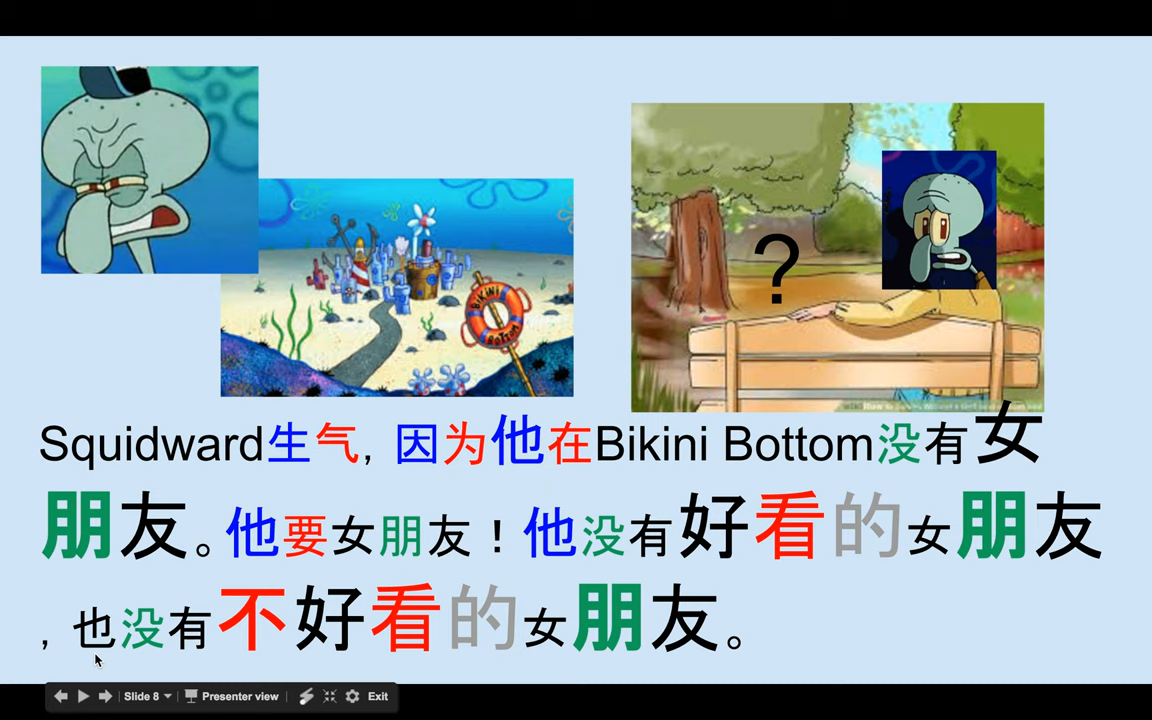 BIKINI
BOTTOM
?
Squidward生气，因为他在Bikini Bottom没有女
朋友。他要女朋友！他没有好看的女朋友
，也没有不好看的女朋友。
Slide 8 Presenter view Exit